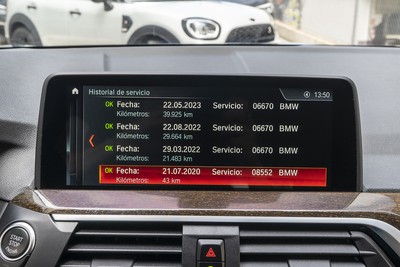 Historial de servicio
13:50
OK Fecha: 22.05.2023 Servicio: 06670 BMW
Kilómetros: 39.925 km
OK Fecha: 22.08.2022 Servicio: 06670 BMW
Kilómetros: 29.664 km
OK Fecha: 29.03.2022 Servicio: 06670 BMW
Kilómetros: 21.483 km
OK Fecha: 21.07.2020 Servicio: 08552 BMW
Kilómetros: 43 km
START
STOP